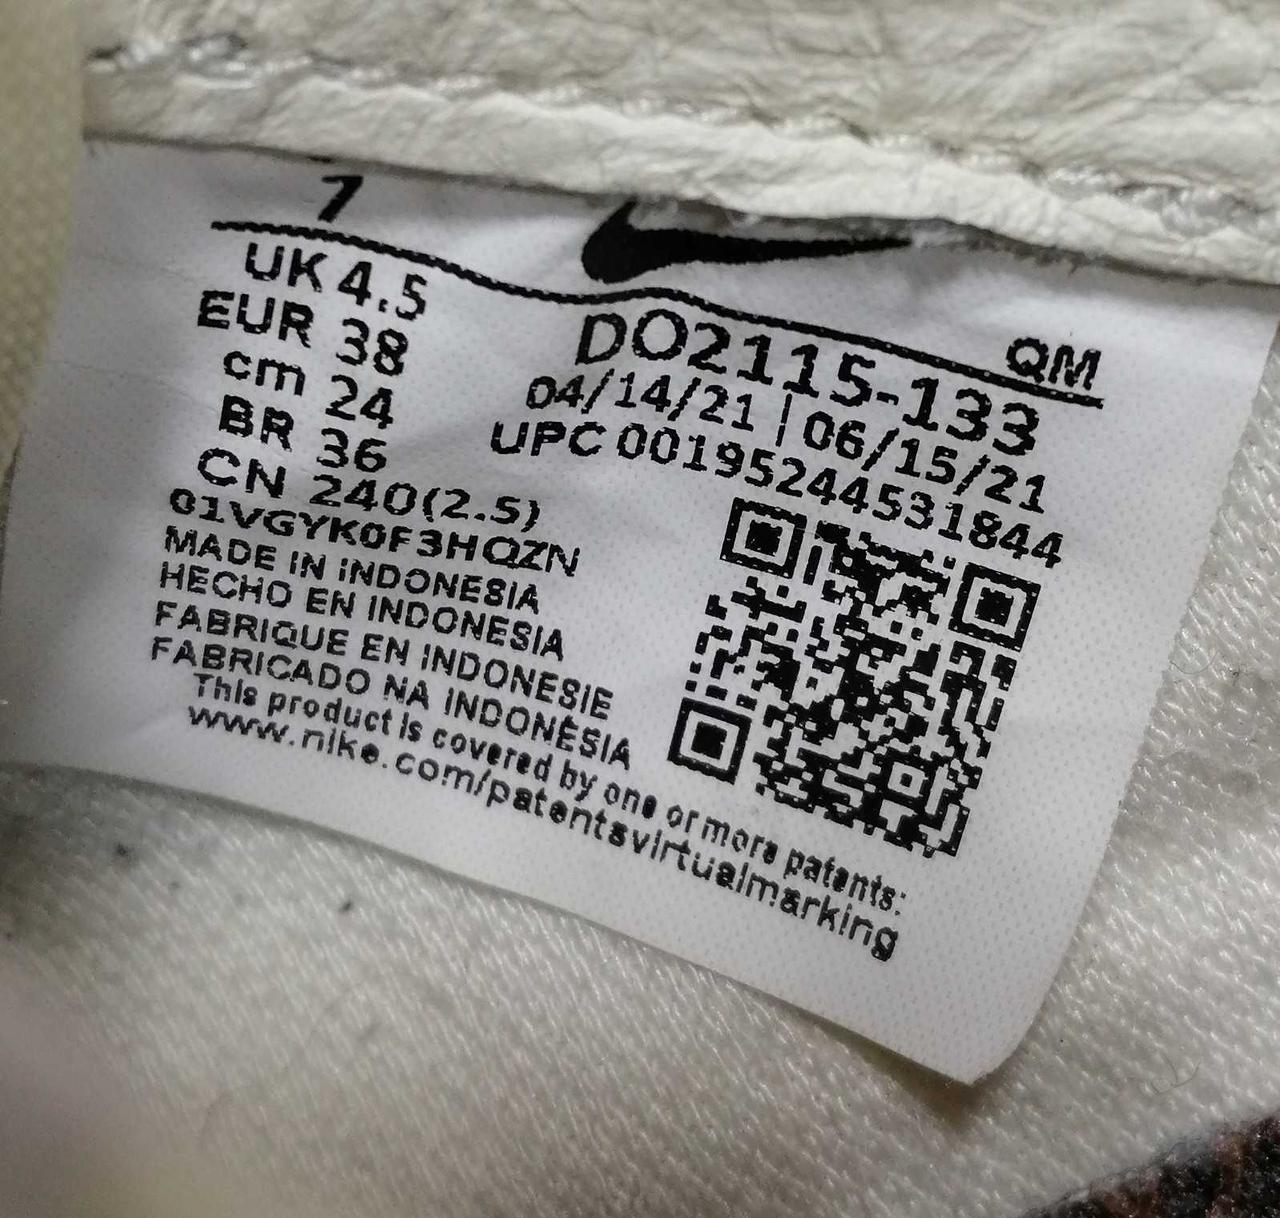 7
UK 4.5
EUR 38
cm 24
BR 36
CN 240(2.5)
QM
DO2115-133
04/14/21 | 06/15/21
UPC 00195244531844
01VGYK0F3HQZN
MADE IN INDONESIA
HECHO EN INDONESIA
FABRIQUE EN INDONESIE
FABRICADO NA INDONÉSIA
This product is covered by one or more patents:
www.nike.com/patentsvirtualmarking